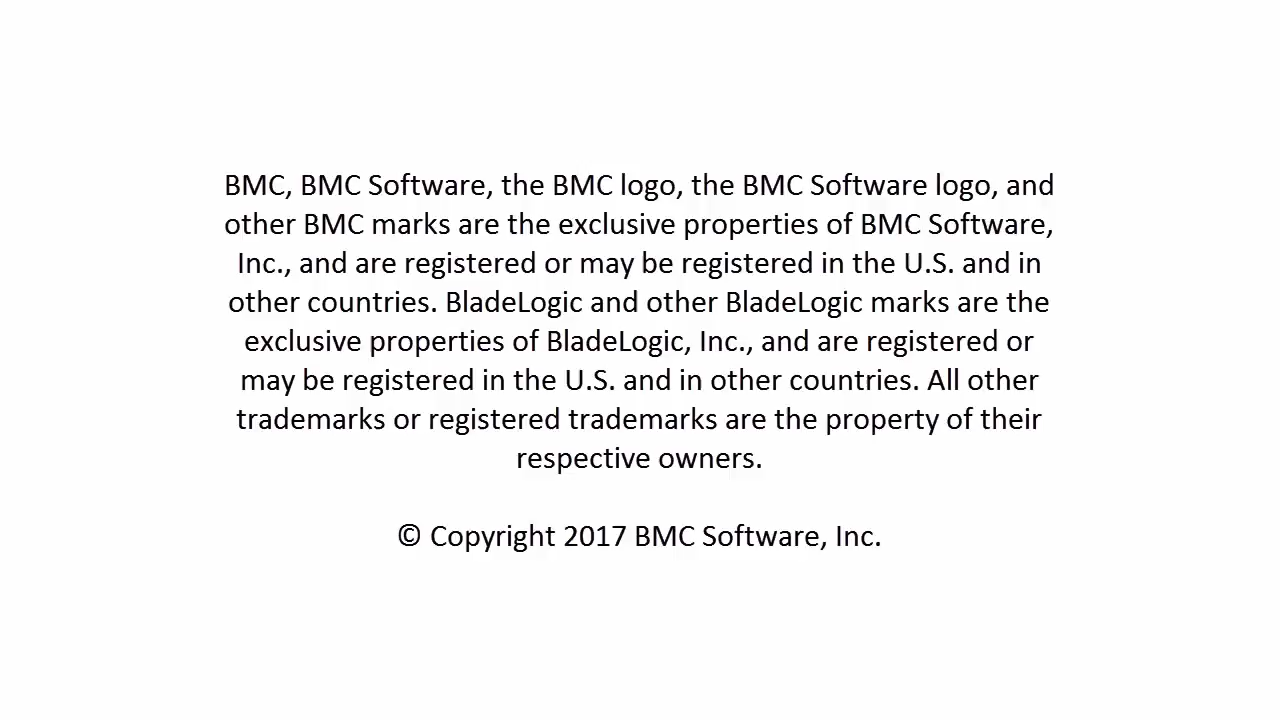 BMC, BMC Software, the BMC logo, the BMC Software logo, and
other BMC marks are the exclusive properties of BMC Software,
Inc., and are registered or may be registered in the U.S. and in
other countries. BladeLogic and other BladeLogic marks are the
exclusive properties of BladeLogic, Inc., and are registered or
may be registered in the U.S. and in other countries. All other
trademarks or registered trademarks are the property of their
respective owners.
© Copyright 2017 BMC Software, Inc.